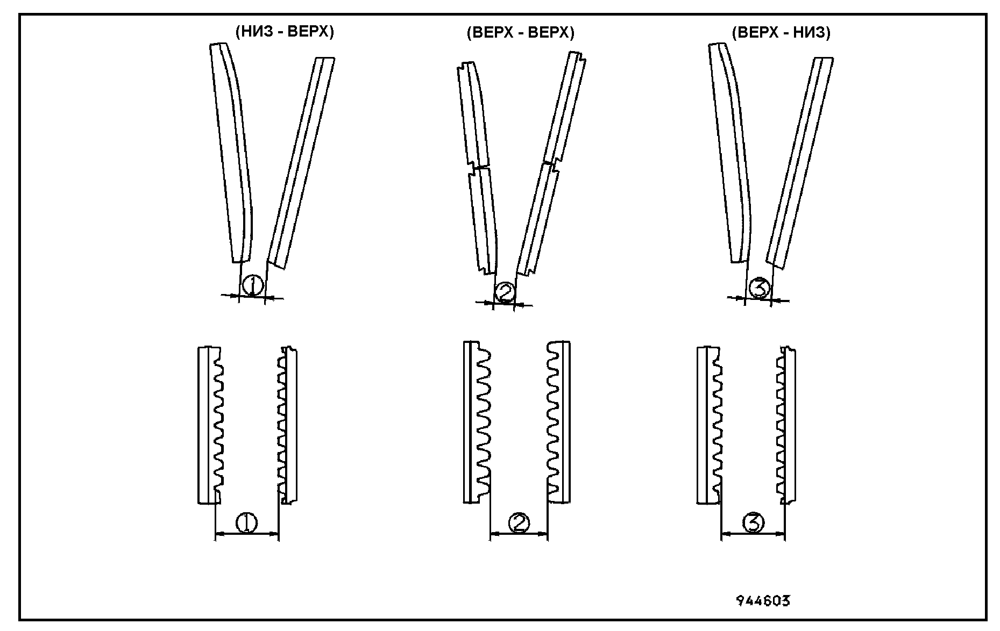 (НИЗ - ВЕРХ)
(ВЕРХ - ВЕРХ)
(ВЕРХ - НИЗ)
1
2
3
1
2
3
944603